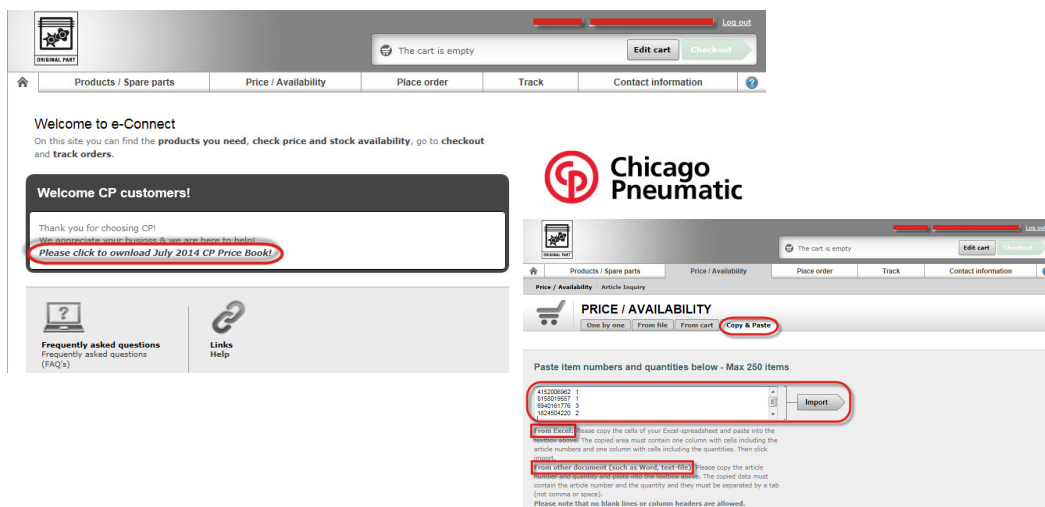 Log out
ORIGINAL PART
The cart is empty
Edit cart
Checkout
Products / Spare parts
Price / Availability
Place order
Track
Contact information
?
Welcome to e-Connect
On this site you can find the products you need, check price and stock availability, go to checkout
and track orders.
Welcome CP customers!
Thank you for choosing CP!
We appreciate your businss & we are here to help!
Please click to ownload July 2014 CP Price Book!
?
Frequently asked questions
Frequently asked questions
(FAQ's)
Links
Help
CP
Chicago
Pneumatic
Log out
ORIGINAL PART
The cart is empty
Edit cart
Checkout
Products / Spare parts
Price / Availability
Place order
Track
Contact information
Price / Availability
Article Inquiry
PRICE / AVAILABILITY
One by one
From file
From cart
Copy & Paste
Paste item numbers and quantities below - Max 250 items
4152006962 1
8158019557 1
8940161776 3
1624504220 2
Import
From Excel: Please copy the cells of your Excel-spreadsheet and paste into the
textbox above. The copied area must contain one column with cells including the
article numbers and one column with cells including the quantities. Then click
import.
From other document (such as Word, text-file): Please copy the article
number and quantity and paste into the textbox above. The copied data must
contain the article number and the quantity and they must be separated by a tab
(not comma or space).
Please note that no blank lines or column headers are allowed.